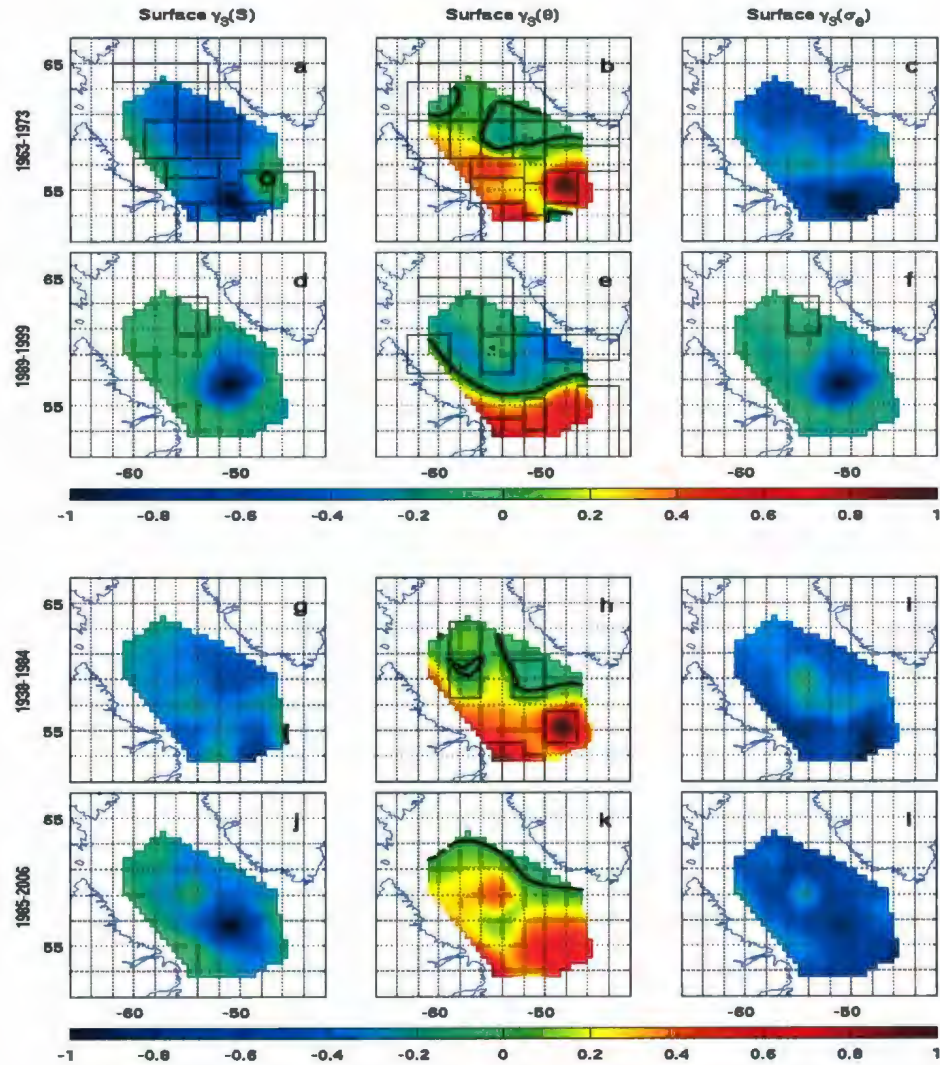 Surface γ₃(S) Surface γ₃(θ) Surface γ₃(σ_θ)
1963-1973
65
55
a b c
1989-1999
65
55
d e f
-60 -50 -60 -50 -60 -50
-1 -0.8 -0.6 -0.4 -0.2 0 0.2 0.4 0.6 0.8 1
1938-1984
65
55
g h i
1985-2006
55
55
j k l
-60 -50 -60 -50 -60 -50
-1 -0.8 -0.6 -0.4 -0.2 0 0.2 0.4 0.6 0.8 1